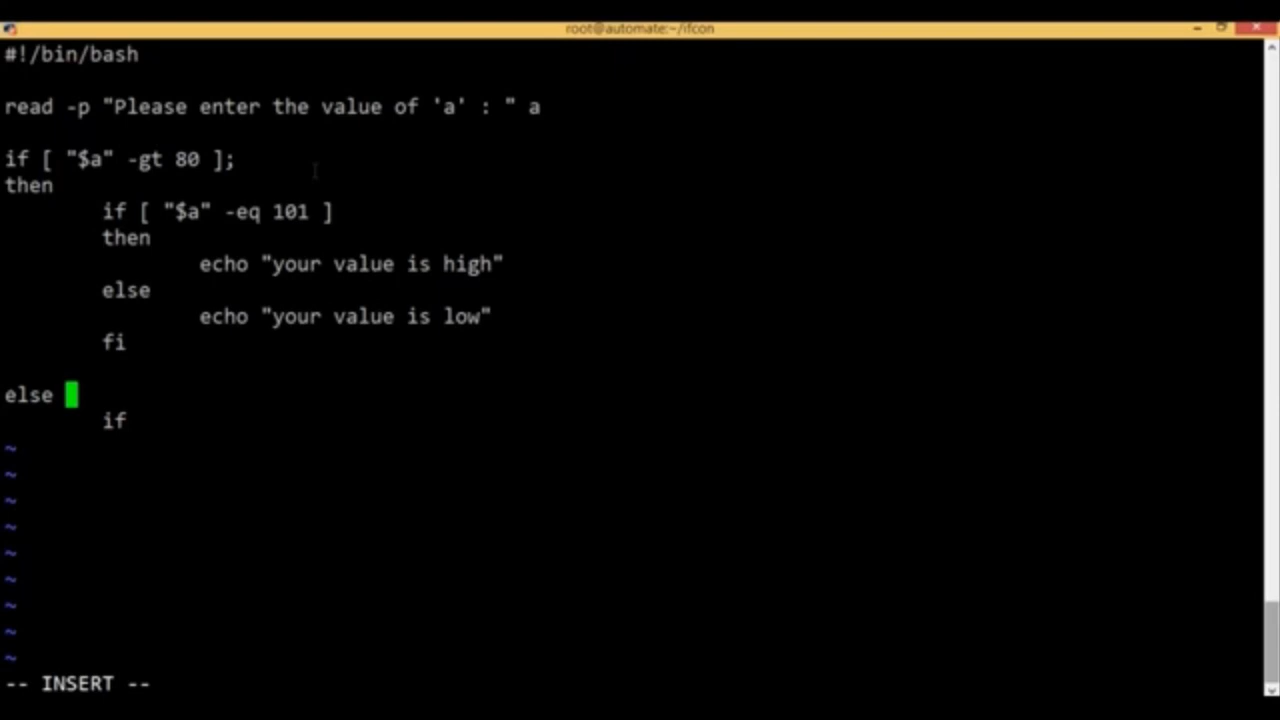 root@automate:~/ifcon
#!/bin/bash
read -p "Please enter the value of 'a' : " a
if [ "$a" -gt 80 ];
then
if [ "$a" -eq 101 ]
then
echo "your value is high"
else
echo "your value is low"
fi
else
if
~
~
~
~
~
~
~
~
~
-- INSERT --